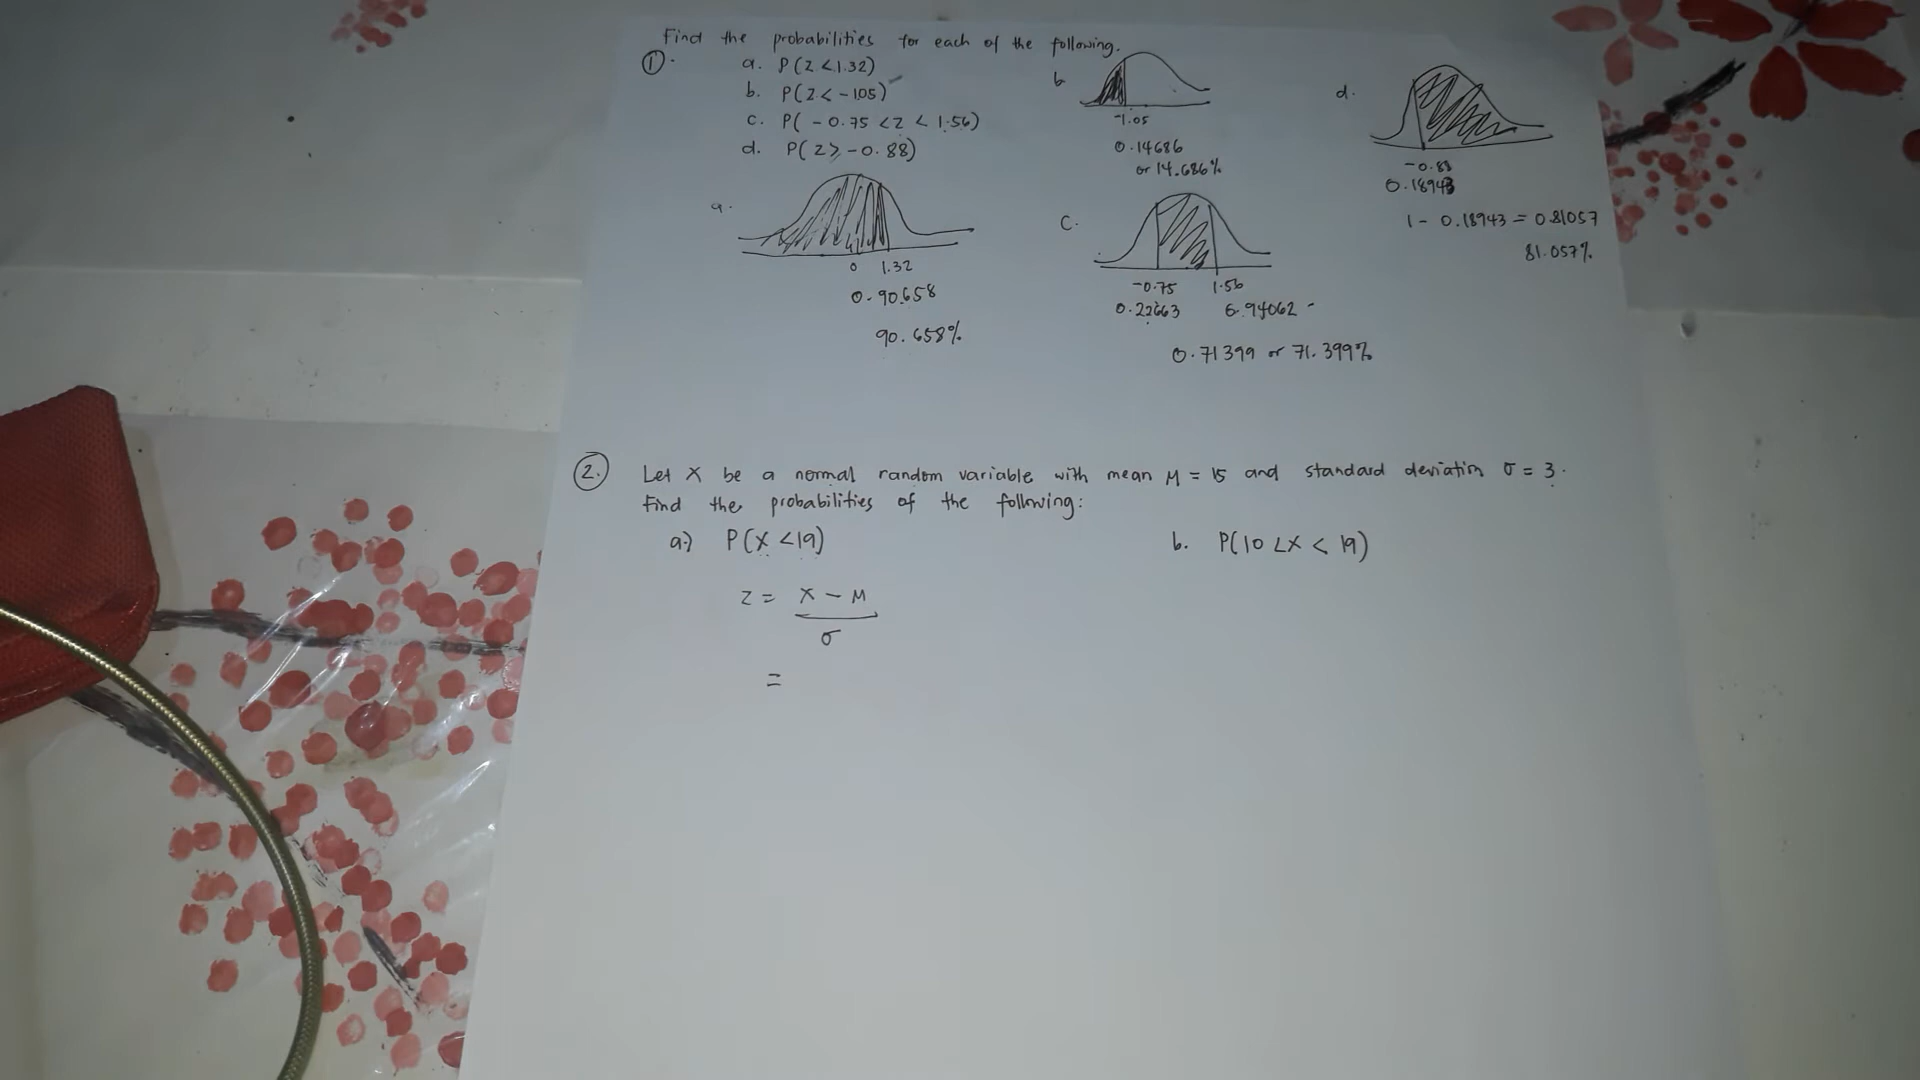 Find the probabilities for each of the following.
1.
a. P(Z < 1.32)
b. P(Z < -1.05)
c. P( -0.75 < Z < 1.56)
d. P( Z > -0.88)
a.
0 1.32
0.90658
90.658%
b
-1.05
0.14686
or 14.686%
c.
-0.75 1.56
0.22663 0.94062 -
0.71399 or 71.399%
d.
-0.88
0.18943
1 - 0.18943 = 0.81057
81.057%
2. Let X be a normal random variable with mean μ = 15 and standard deviation σ = 3.
Find the probabilities of the following:
a.) P(X < 19)
b. P(10 < X < 19)
Z = X - μ
σ
=